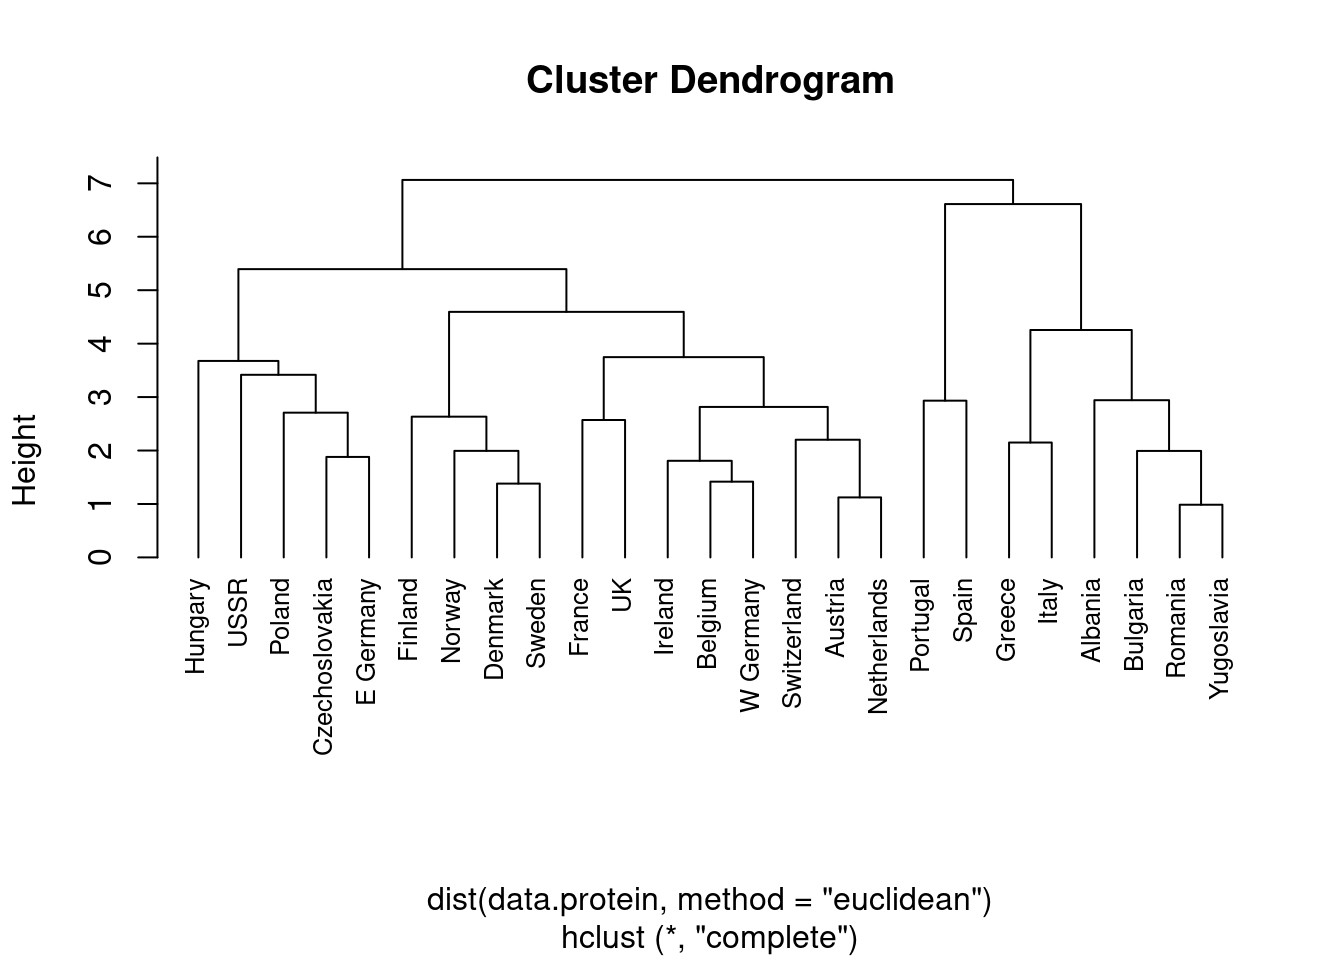 Cluster Dendrogram
7
6
5
4
3
2
1
0
Height
Hungary
USSR
Poland
Czechoslovakia
E Germany
Finland
Norway
Denmark
Sweden
France
UK
Ireland
Belgium
W Germany
Switzerland
Austria
Netherlands
Portugal
Spain
Greece
Italy
Albania
Bulgaria
Romania
Yugoslavia
dist(data.protein, method = "euclidean")
hclust (*, "complete")